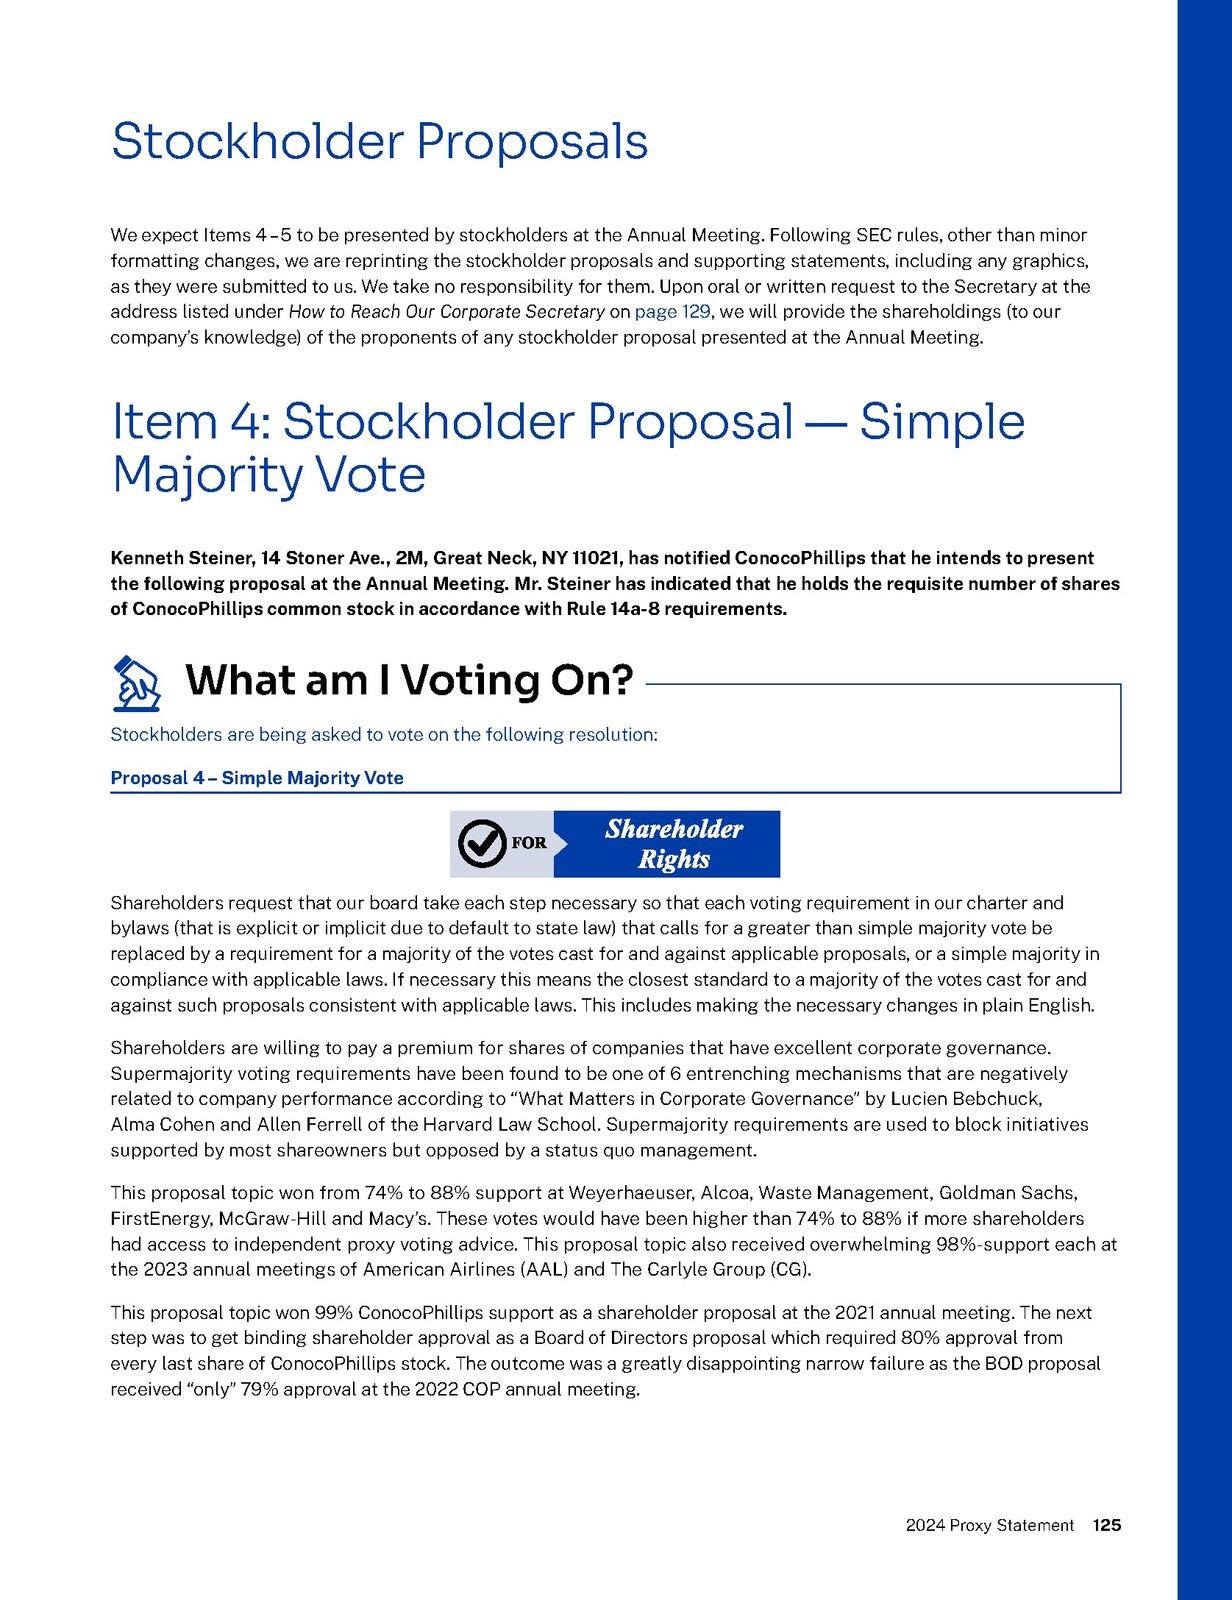 Stockholder Proposals
We expect Items 4 – 5 to be presented by stockholders at the Annual Meeting. Following SEC rules, other than minor
formatting changes, we are reprinting the stockholder proposals and supporting statements, including any graphics,
as they were submitted to us. We take no responsibility for them. Upon oral or written request to the Secretary at the
address listed under How to Reach Our Corporate Secretary on page 129, we will provide the shareholdings (to our
company’s knowledge) of the proponents of any stockholder proposal presented at the Annual Meeting.
Item 4: Stockholder Proposal — Simple
Majority Vote
Kenneth Steiner, 14 Stoner Ave., 2M, Great Neck, NY 11021, has notified ConocoPhillips that he intends to present
the following proposal at the Annual Meeting. Mr. Steiner has indicated that he holds the requisite number of shares
of ConocoPhillips common stock in accordance with Rule 14a-8 requirements.
What am I Voting On?
Stockholders are being asked to vote on the following resolution:
Proposal 4 – Simple Majority Vote
FOR
Shareholder
Rights
Shareholders request that our board take each step necessary so that each voting requirement in our charter and
bylaws (that is explicit or implicit due to default to state law) that calls for a greater than simple majority vote be
replaced by a requirement for a majority of the votes cast for and against applicable proposals, or a simple majority in
compliance with applicable laws. If necessary this means the closest standard to a majority of the votes cast for and
against such proposals consistent with applicable laws. This includes making the necessary changes in plain English.
Shareholders are willing to pay a premium for shares of companies that have excellent corporate governance.
Supermajority voting requirements have been found to be one of 6 entrenching mechanisms that are negatively
related to company performance according to “What Matters in Corporate Governance” by Lucien Bebchuck,
Alma Cohen and Allen Ferrell of the Harvard Law School. Supermajority requirements are used to block initiatives
supported by most shareowners but opposed by a status quo management.
This proposal topic won from 74% to 88% support at Weyerhaeuser, Alcoa, Waste Management, Goldman Sachs,
FirstEnergy, McGraw-Hill and Macy’s. These votes would have been higher than 74% to 88% if more shareholders
had access to independent proxy voting advice. This proposal topic also received overwhelming 98%-support each at
the 2023 annual meetings of American Airlines (AAL) and The Carlyle Group (CG).
This proposal topic won 99% ConocoPhillips support as a shareholder proposal at the 2021 annual meeting. The next
step was to get binding shareholder approval as a Board of Directors proposal which required 80% approval from
every last share of ConocoPhillips stock. The outcome was a greatly disappointing narrow failure as the BOD proposal
received “only” 79% approval at the 2022 COP annual meeting.
2024 Proxy Statement 125